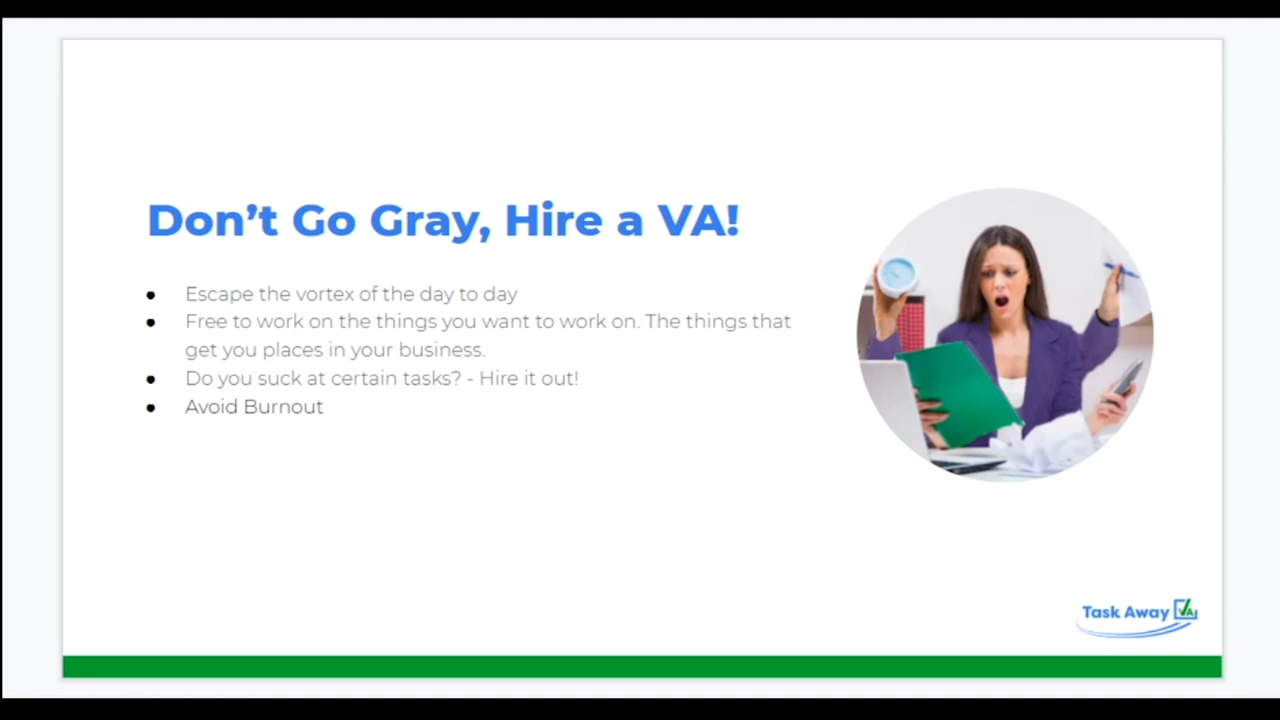 Don’t Go Gray, Hire a VA!
● Escape the vortex of the day to day
● Free to work on the things you want to work on. The things that
get you places in your business.
● Do you suck at certain tasks? - Hire it out!
● Avoid Burnout
Task Away VA